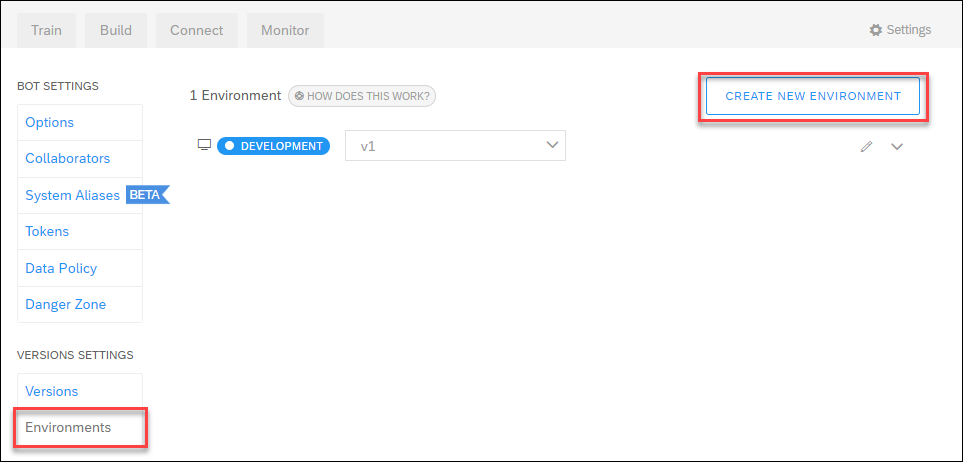 Train Build Connect Monitor Settings
BOT SETTINGS
Options
Collaborators
System Aliases BETA
Tokens
Data Policy
Danger Zone
VERSIONS SETTINGS
Versions
Environments
1 Environment HOW DOES THIS WORK? CREATE NEW ENVIRONMENT
DEVELOPMENT v1